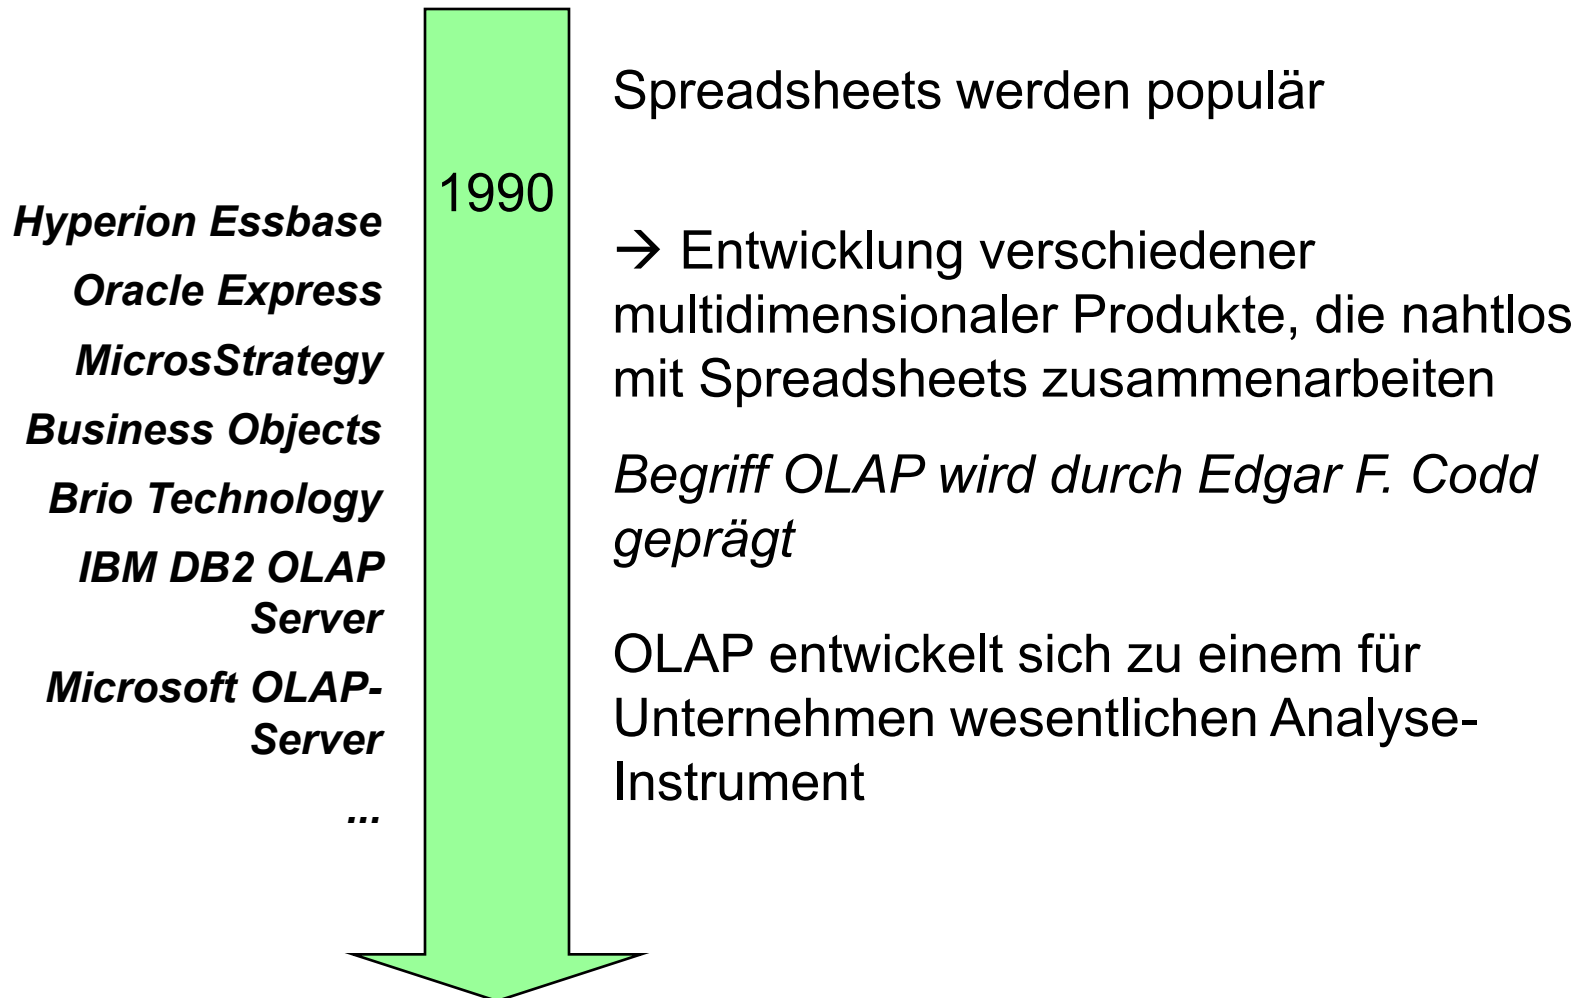 Spreadsheets werden populär
1990
Hyperion Essbase
Oracle Express
MicrosStrategy
Business Objects
Brio Technology
IBM DB2 OLAP
Server
Microsoft OLAP-
Server
...
→ Entwicklung verschiedener
multidimensionaler Produkte, die nahtlos
mit Spreadsheets zusammenarbeiten
Begriff OLAP wird durch Edgar F. Codd
geprägt
OLAP entwickelt sich zu einem für
Unternehmen wesentlichen Analyse-
Instrument